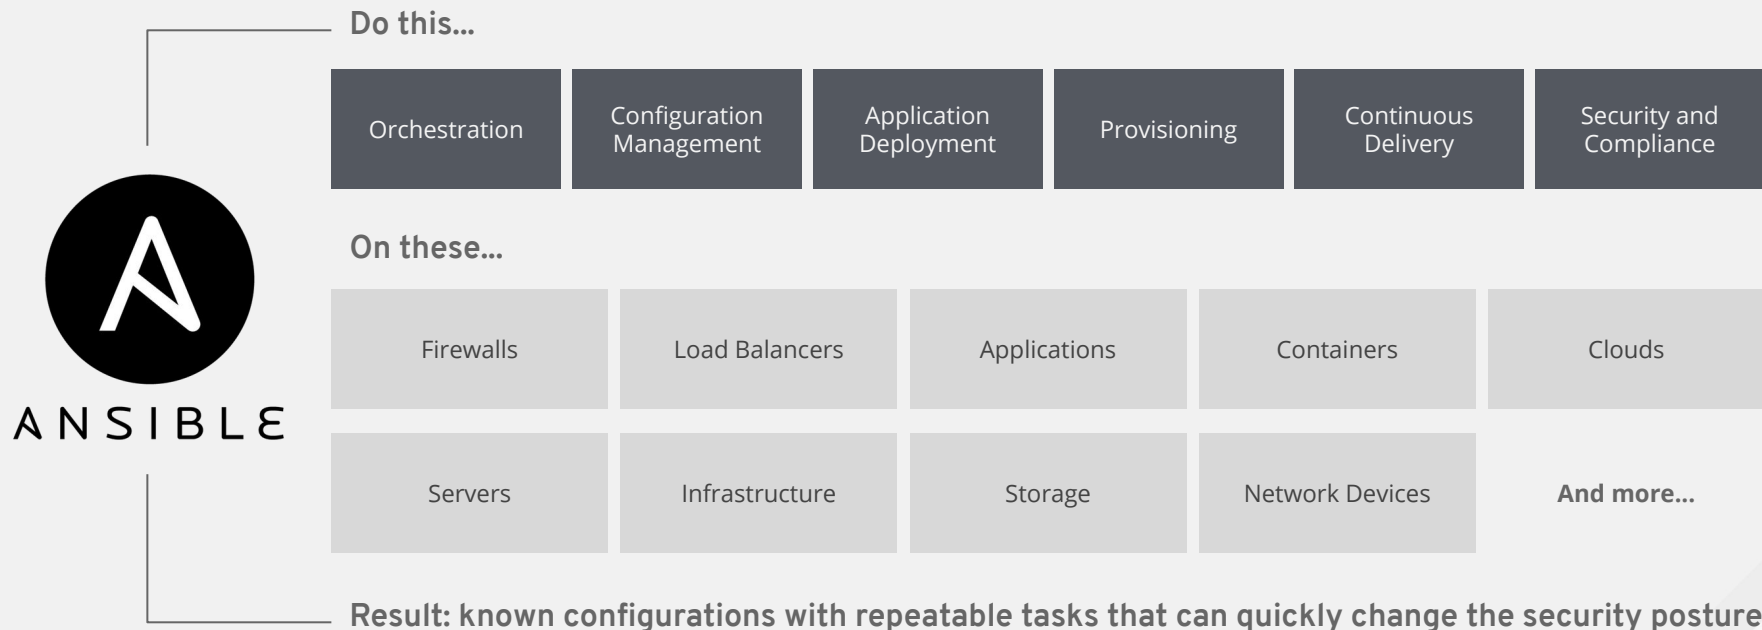 Do this...
Orchestration
Configuration
Management
Application
Deployment
Provisioning
Continuous
Delivery
Security and
Compliance
ANSIBLE
On these...
Firewalls
Load Balancers
Applications
Containers
Clouds
Servers
Infrastructure
Storage
Network Devices
And more...
Result: known configurations with repeatable tasks that can quickly change the security posture